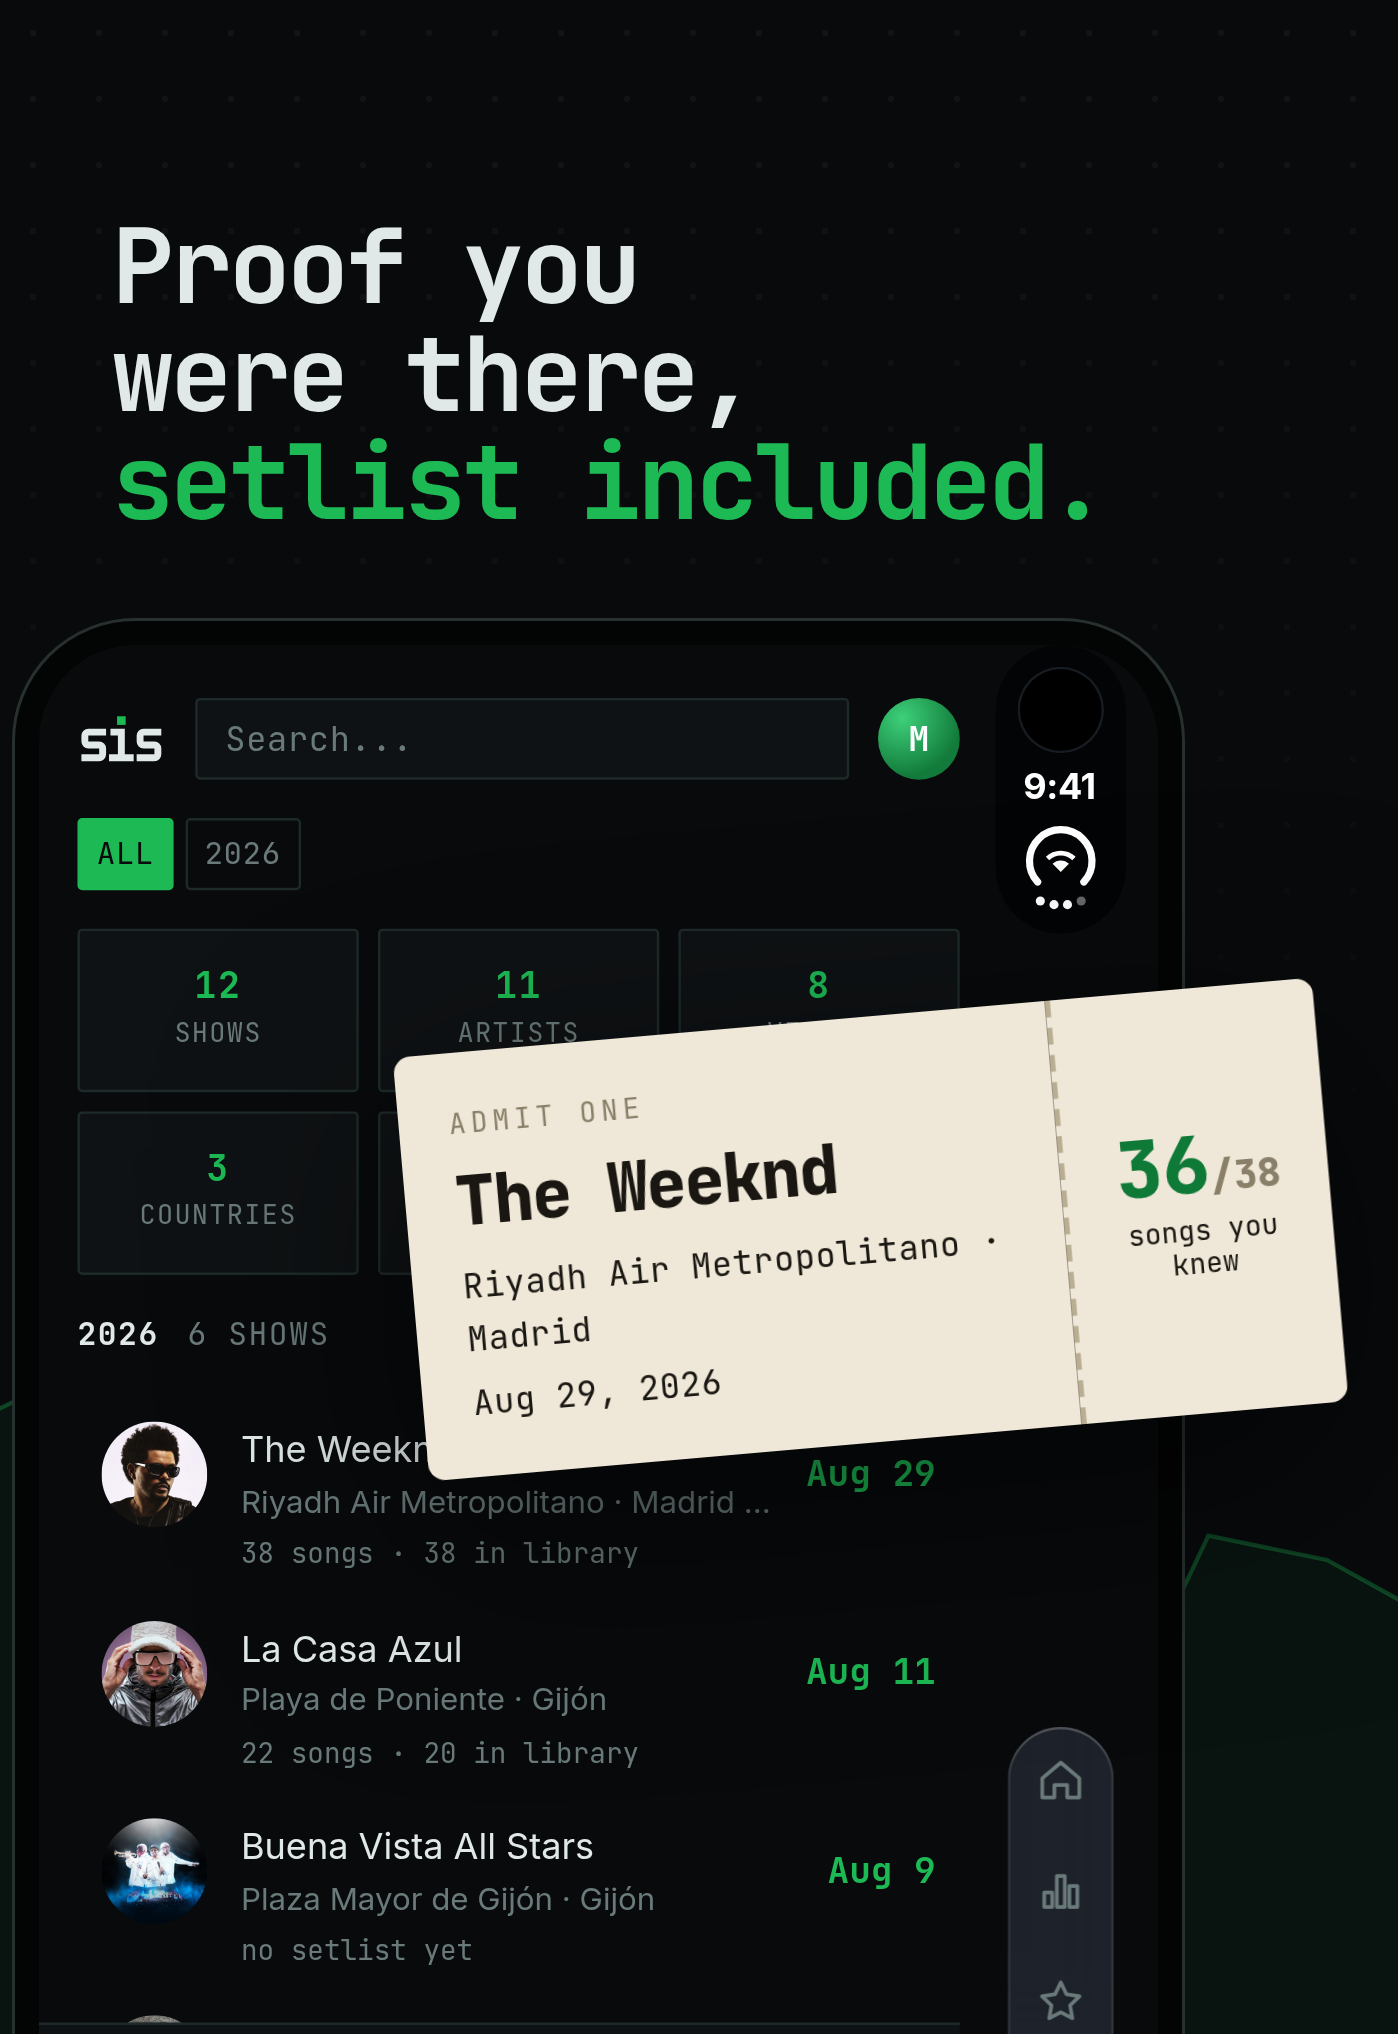 Proof you
were there,
setlist included.
sis
Search...
M
9:41
ALL
2026
12
SHOWS
11
ARTISTS
8
3
COUNTRIES
ADMIT ONE
The Weeknd
Riyadh Air Metropolitano ·
Madrid
Aug 29, 2026
36/38
songs you
knew
2026 6 SHOWS
The Weekn
Aug 29
Riyadh Air Metropolitano · Madrid ...
38 songs · 38 in library
La Casa Azul
Aug 11
Playa de Poniente · Gijón
22 songs · 20 in library
Buena Vista All Stars
Aug 9
Plaza Mayor de Gijón · Gijón
no setlist yet